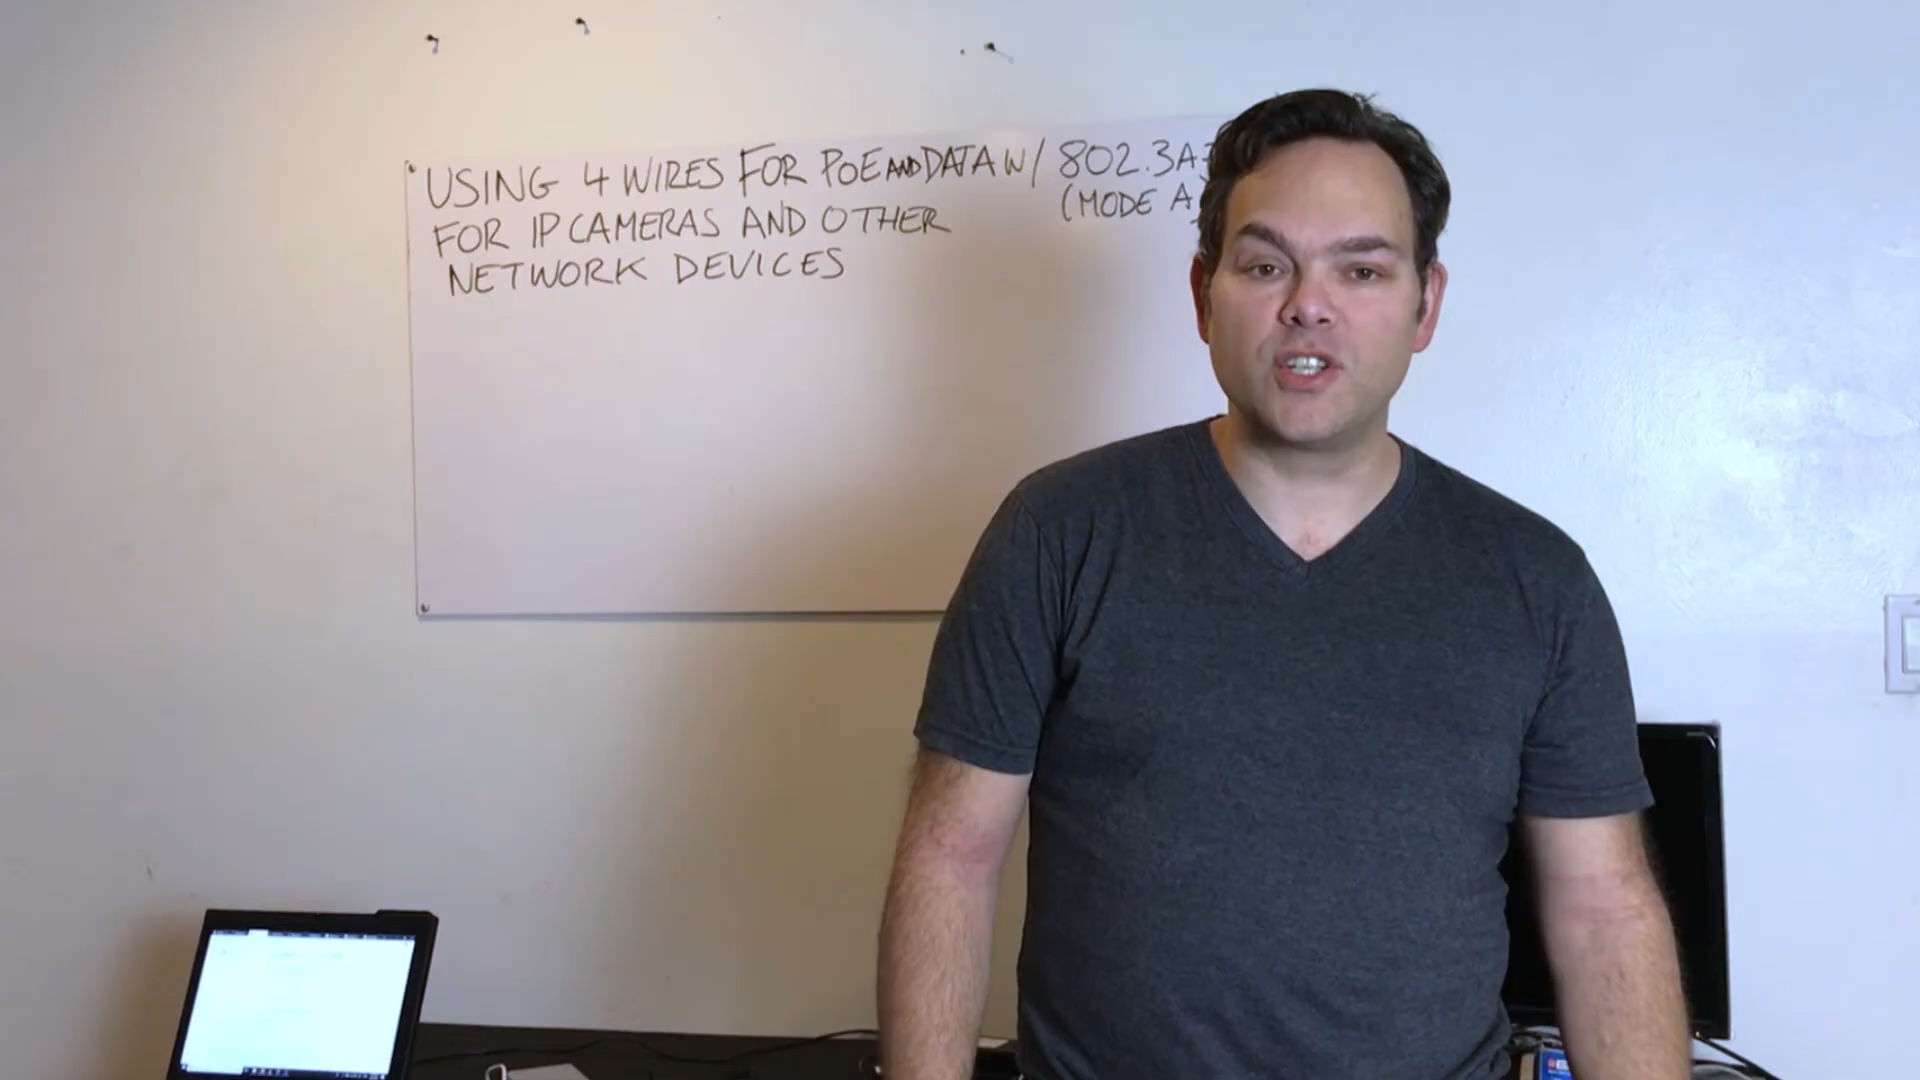 USING 4 WIRES FOR POE AND DATA W/ 802.3A
(MODE A
FOR IP CAMERAS AND OTHER
NETWORK DEVICES